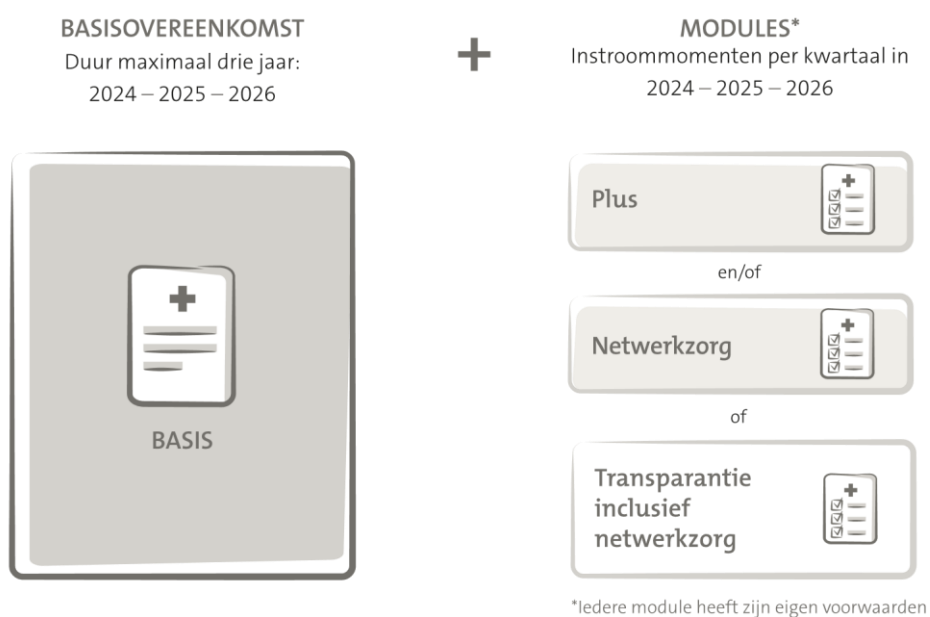 BASISOVEREENKOMST
Duur maximaal drie jaar:
2024 – 2025 – 2026
BASIS
+
MODULES*
Instroommomenten per kwartaal in
2024 – 2025 – 2026
Plus
en/of
Netwerkzorg
of
Transparantie
inclusief
netwerkzorg
*Iedere module heeft zijn eigen voorwaarden